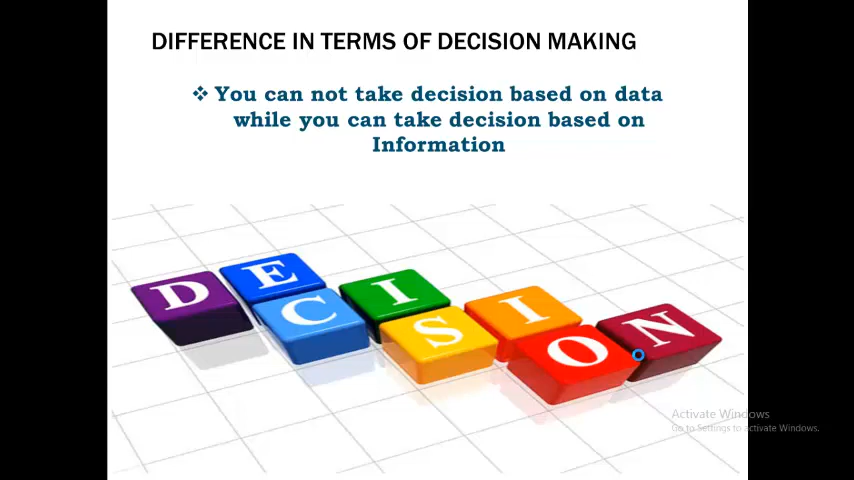 DIFFERENCE IN TERMS OF DECISION MAKING
❖ You can not take decision based on data
while you can take decision based on
Information
DECISION
Activate Windows
Go to Settings to activate Windows.